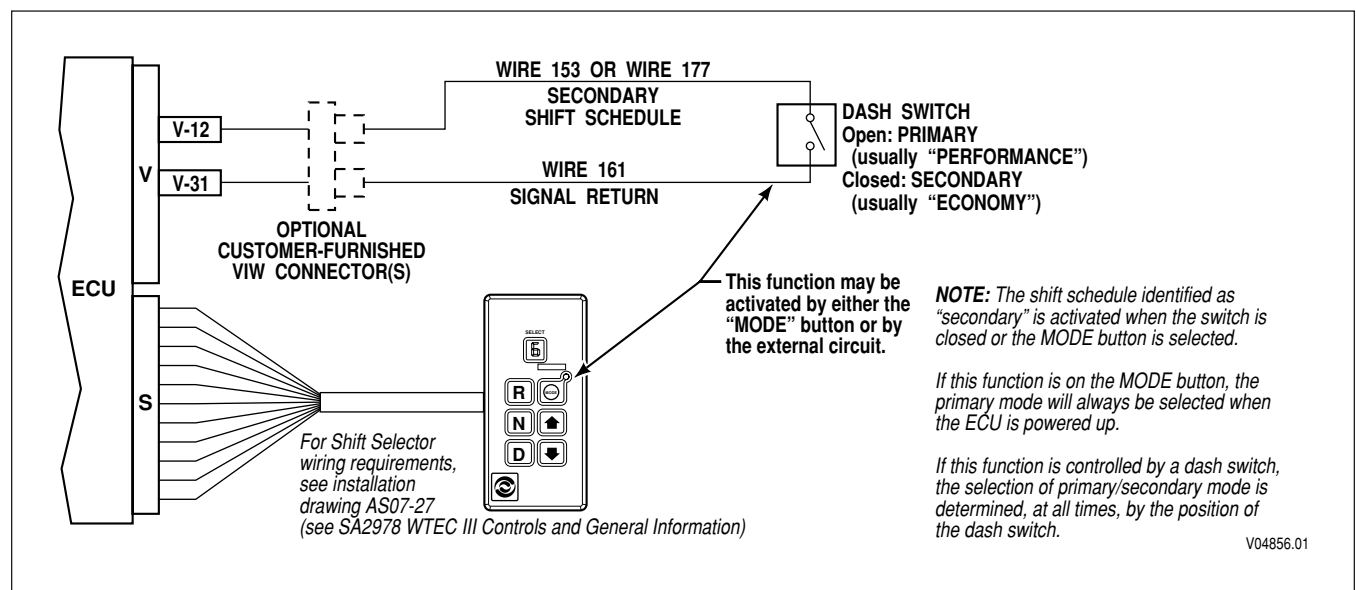 WIRE 153 OR WIRE 177
SECONDARY
SHIFT SCHEDULE
V-12
V
V-31
WIRE 161
SIGNAL RETURN
DASH SWITCH
Open: PRIMARY
(usually “PERFORMANCE”)
Closed: SECONDARY
(usually “ECONOMY”)
OPTIONAL
CUSTOMER-FURNISHED
VIW CONNECTOR(S)
ECU
This function may be
activated by either the
“MODE” button or by
the external circuit.
S
SELECT
6
R
MODE
N
D
For Shift Selector
wiring requirements,
see installation
drawing AS07-27
(see SA2978 WTEC III Controls and General Information)
NOTE: The shift schedule identified as
“secondary” is activated when the switch is
closed or the MODE button is selected.
If this function is on the MODE button, the
primary mode will always be selected when
the ECU is powered up.
If this function is controlled by a dash switch,
the selection of primary/secondary mode is
determined, at all times, by the position of
the dash switch.
V04856.01